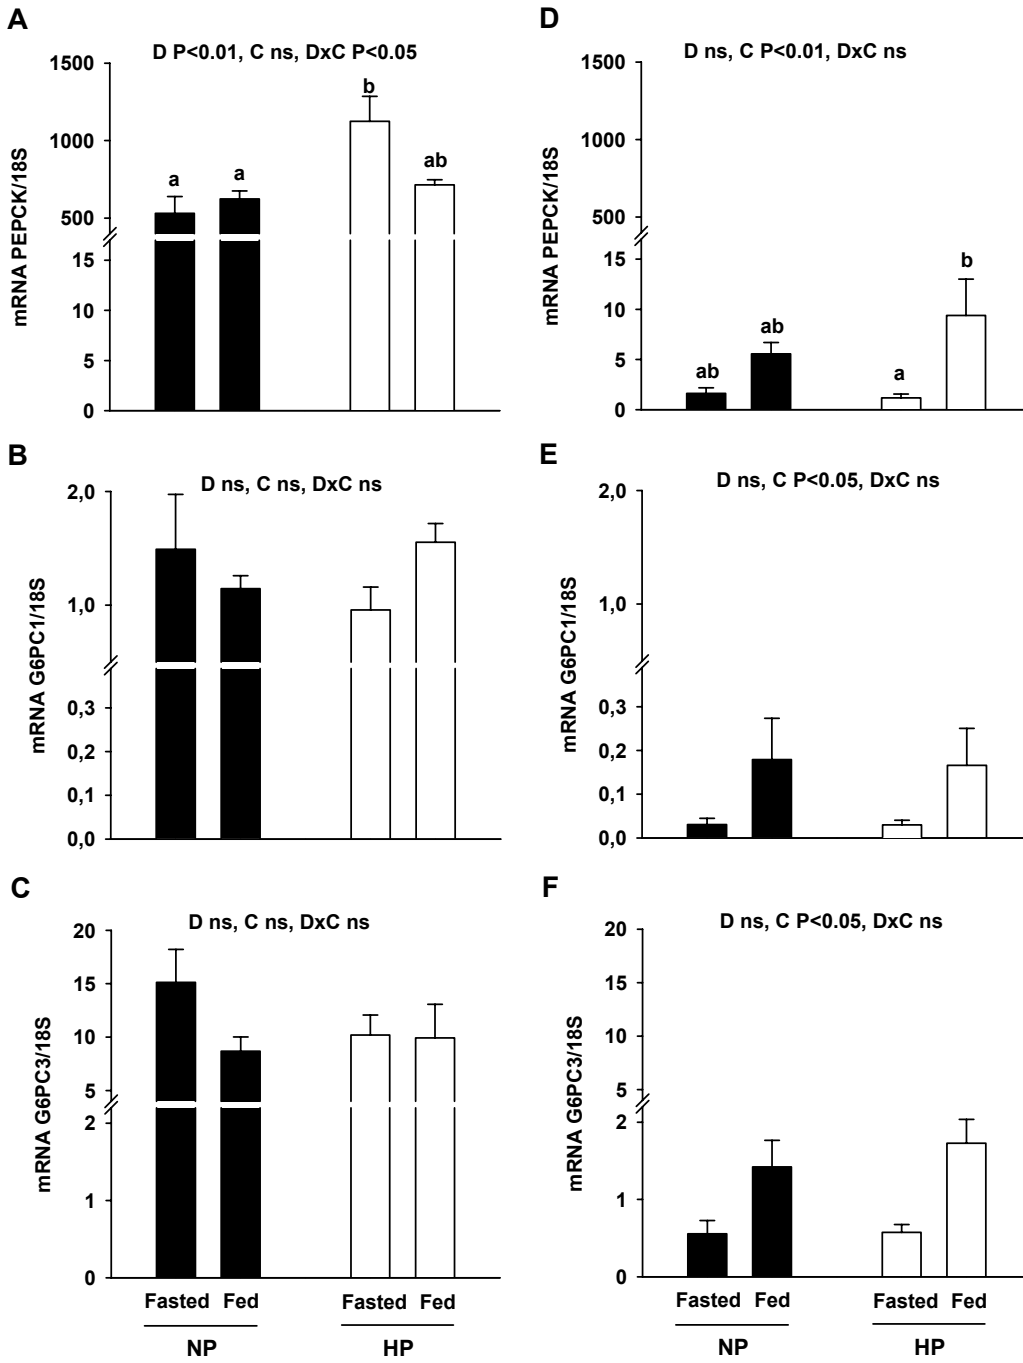 A
D P<0.01, C ns, DxC P<0.05
mRNA PEPCK/18S
1500
1000
500
15
10
5
0
a
a
b
ab
D
D ns, C P<0.01, DxC ns
mRNA PEPCK/18S
1500
1000
500
15
10
5
0
ab
ab
a
b
B
D ns, C ns, DxC ns
mRNA G6PC1/18S
2,0
1,0
0,3
0,2
0,1
0,0
E
D ns, C P<0.05, DxC ns
mRNA G6PC1/18S
2,0
1,0
0,3
0,2
0,1
0,0
C
D ns, C ns, DxC ns
mRNA G6PC3/18S
20
15
10
5
2
1
0
Fasted Fed Fasted Fed
NP HP
F
D ns, C P<0.05, DxC ns
mRNA G6PC3/18S
20
15
10
5
2
1
0
Fasted Fed Fasted Fed
NP HP